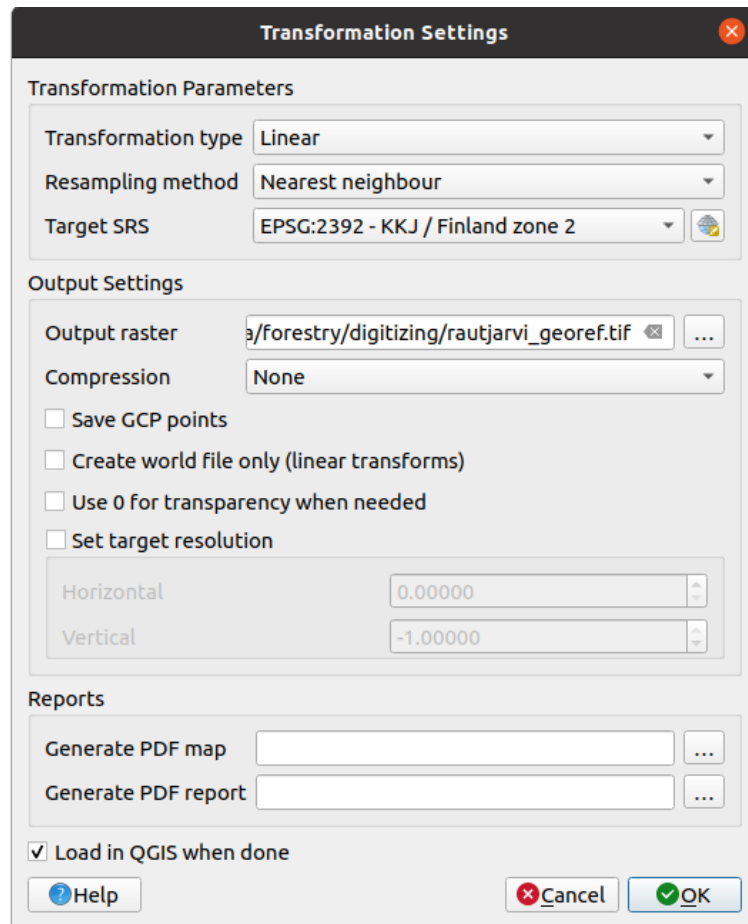 Transformation Settings
Transformation Parameters
Transformation type Linear
Resampling method Nearest neighbour
Target SRS EPSG:2392 - KKJ / Finland zone 2
Output Settings
Output raster a/forestry/digitizing/rautjarvi_georef.tif ...
Compression None
Save GCP points
Create world file only (linear transforms)
Use 0 for transparency when needed
Set target resolution
Horizontal 0.00000
Vertical -1.00000
Reports
Generate PDF map ...
Generate PDF report ...
Load in QGIS when done
Help Cancel OK